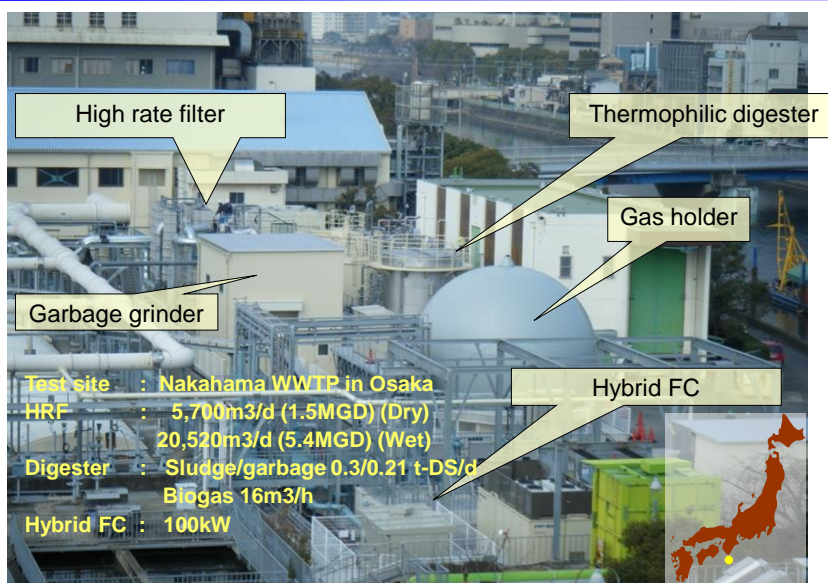 High rate filter
Thermophilic digester
Gas holder
Garbage grinder
Hybrid FC
Test site : Nakahama WWTP in Osaka
HRF : 5,700m3/d (1.5MGD) (Dry)
20,520m3/d (5.4MGD) (Wet)
Digester : Sludge/garbage 0.3/0.21 t-DS/d
Biogas 16m3/h
Hybrid FC : 100kW